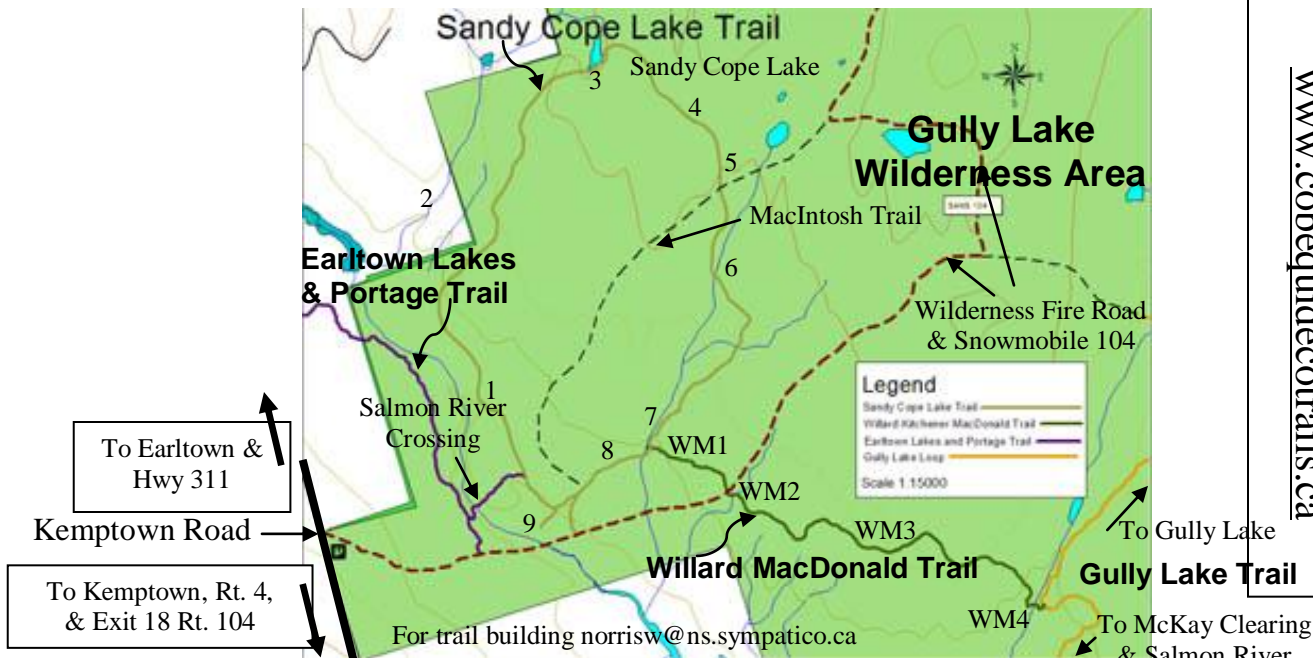 Sandy Cope Lake Trail
3
Sandy Cope Lake
4
Gully Lake
Wilderness Area
5
2
SANS 104
MacIntosh Trail
Earltown Lakes
& Portage Trail
6
Wilderness Fire Road
& Snowmobile 104
1
Salmon River
Crossing
Legend
Sandy Cope Lake Trail
Willard Kitchener MacDonald Trail
Earltown Lakes and Portage Trail
Gully Lake Loop
Scale 1:15000
7
8
WM1
To Earltown &
Hwy 311
WM2
Kemptown Road
9
WM3
To Gully Lake
P
Willard MacDonald Trail
Gully Lake Trail
To Kemptown, Rt. 4,
& Exit 18 Rt. 104
WM4
For trail building norrisw@ns.sympatico.ca
To McKay Clearing
& Salmon River
www.cobequidecotrails.ca
N